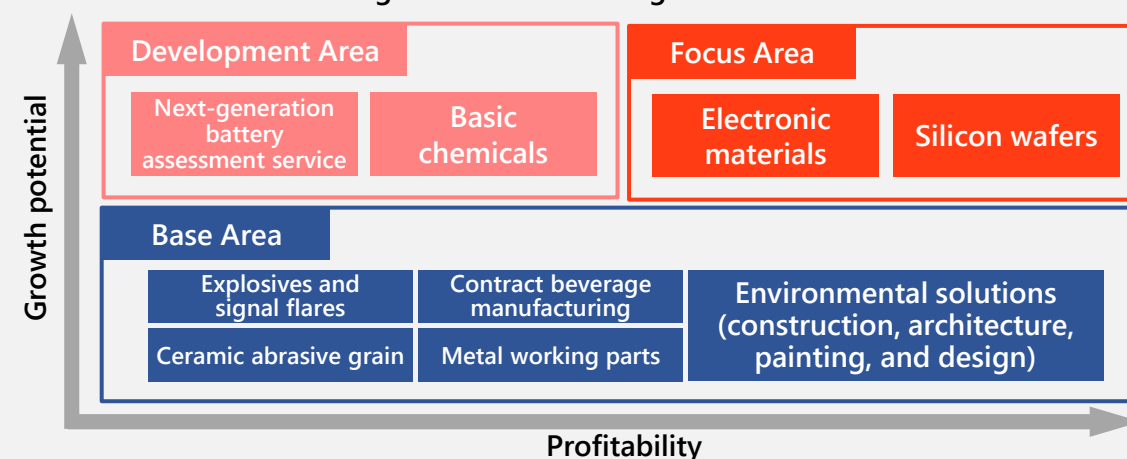 Development Area
Focus Area
Next-generation
battery
assessment service
Basic
chemicals
Electronic
materials
Silicon wafers
Growth potential
Base Area
Explosives and
signal flares
Contract beverage
manufacturing
Environmental solutions
(construction, architecture,
painting, and design)
Ceramic abrasive grain
Metal working parts
Profitability